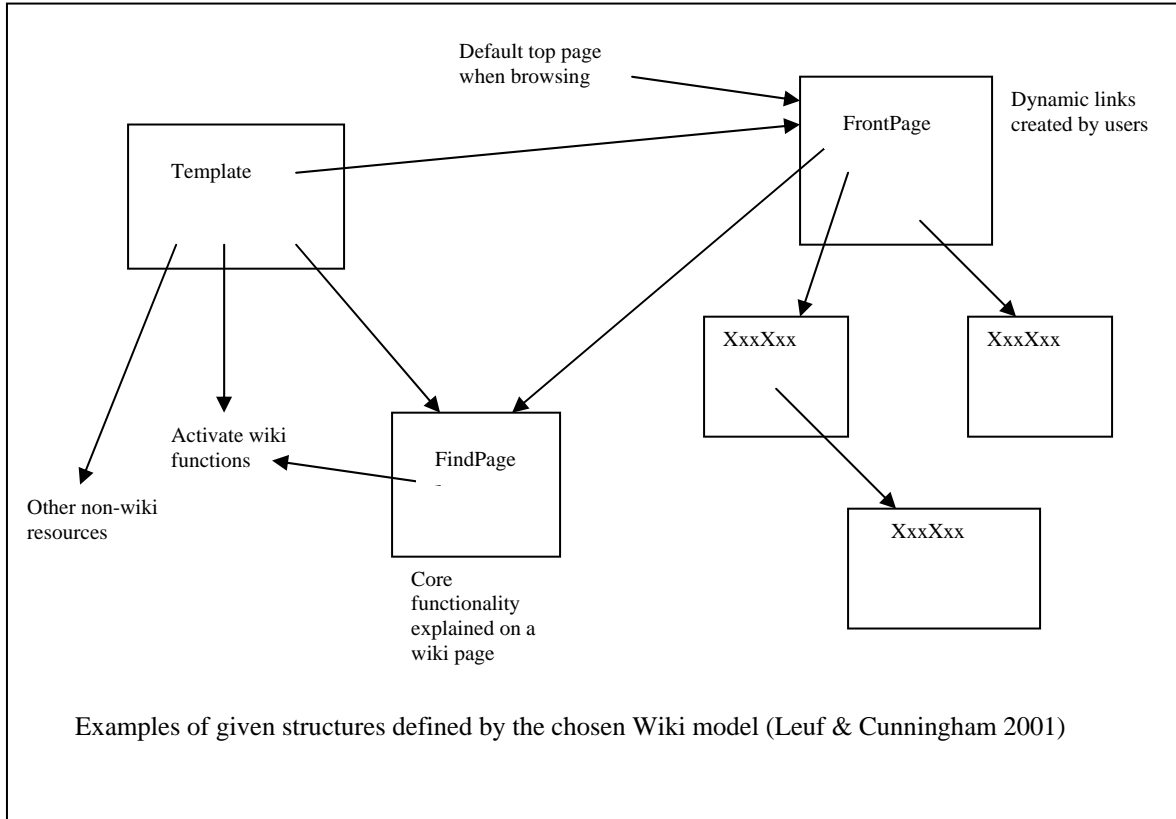 Default top page
when browsing
FrontPage
Dynamic links
created by users
Template
XxxXxx
XxxXxx
Activate wiki
functions
FindPage
Other non-wiki
resources
XxxXxx
Core
functionality
explained on a
wiki page
Examples of given structures defined by the chosen Wiki model (Leuf & Cunningham 2001)